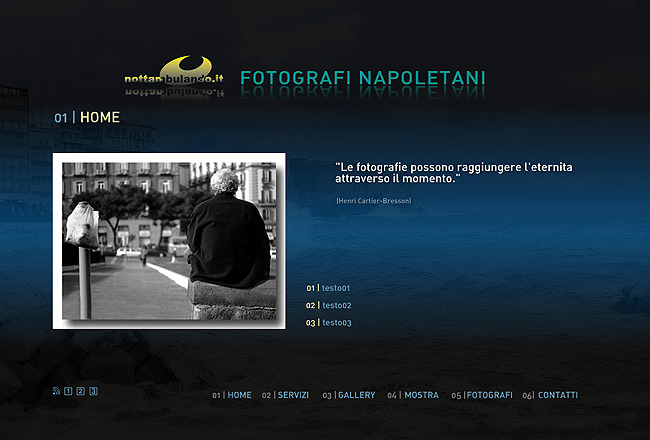 nottambulando.it
FOTOGRAFI NAPOLETANI
01 | HOME
"Le fotografie possono raggiungere l'eternita
attraverso il momento."
(Henri Cartier-Bresson)
01 | testo01
02 | testo02
03 | testo03
1 2 3
01 | HOME 02 | SERVIZI 03 | GALLERY 04 | MOSTRA 05 | FOTOGRAFI 06 | CONTATTI